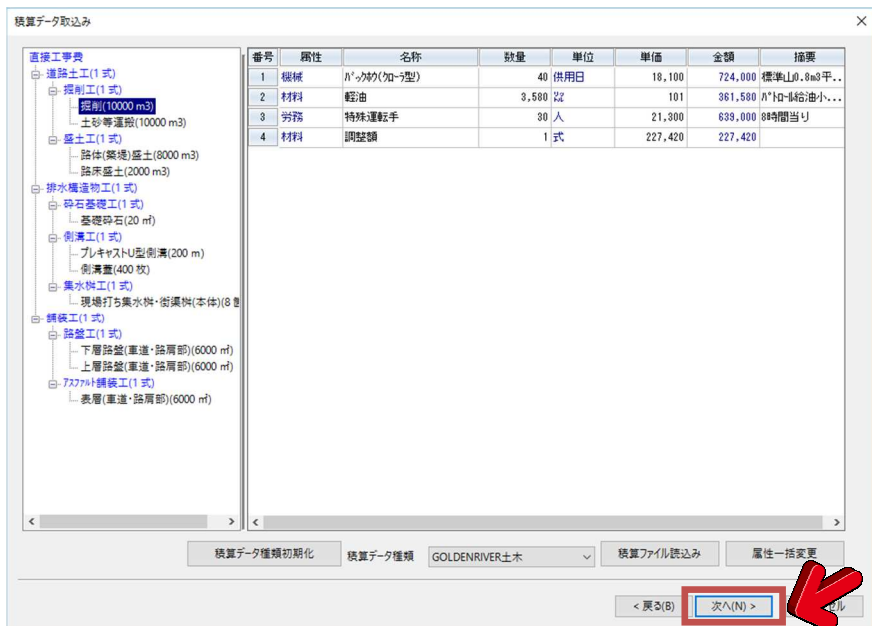 積算データ取込み
直接工事費
道路土工(1 式)
掘削工(1 式)
掘削(10000 m3)
土砂等運搬(10000 m3)
盛土工(1 式)
路体(築堤)盛土(8000 m3)
路床盛土(2000 m3)
排水構造物工(1 式)
砕石基礎工(1 式)
基礎砕石(20 ㎡)
側溝工(1 式)
プレキャストU型側溝(200 m)
側溝蓋(400 枚)
集水桝工(1 式)
現場打ち集水桝・街渠桝(本体)(8
舗装工(1 式)
路盤工(1 式)
下層路盤(車道・路肩部)(6000 ㎡)
上層路盤(車道・路肩部)(6000 ㎡)
ｱｽﾌｧﾙﾄ舗装工(1 式)
表層(車道・路肩部)(6000 ㎡)
番号 属性 名称 数量 単位 単価 金額 摘要
1 機械 ﾊﾞｯｸﾎｳ(ｸﾛｰﾗ型) 40 供用日 18,100 724,000 標準山0.8m3平..
2 材料 軽油 3,580 ㍑ 101 361,580 ﾊﾟﾄﾛｰﾙ給油小...
3 労務 特殊運転手 30 人 21,300 639,000 8時間当り
4 材料 調整額 1 式 227,420 227,420
積算データ種類初期化 積算データ種類 GOLDENRIVER土木 積算ファイル読込み 属性一括変更
< 戻る(B) 次へ(N) > セル